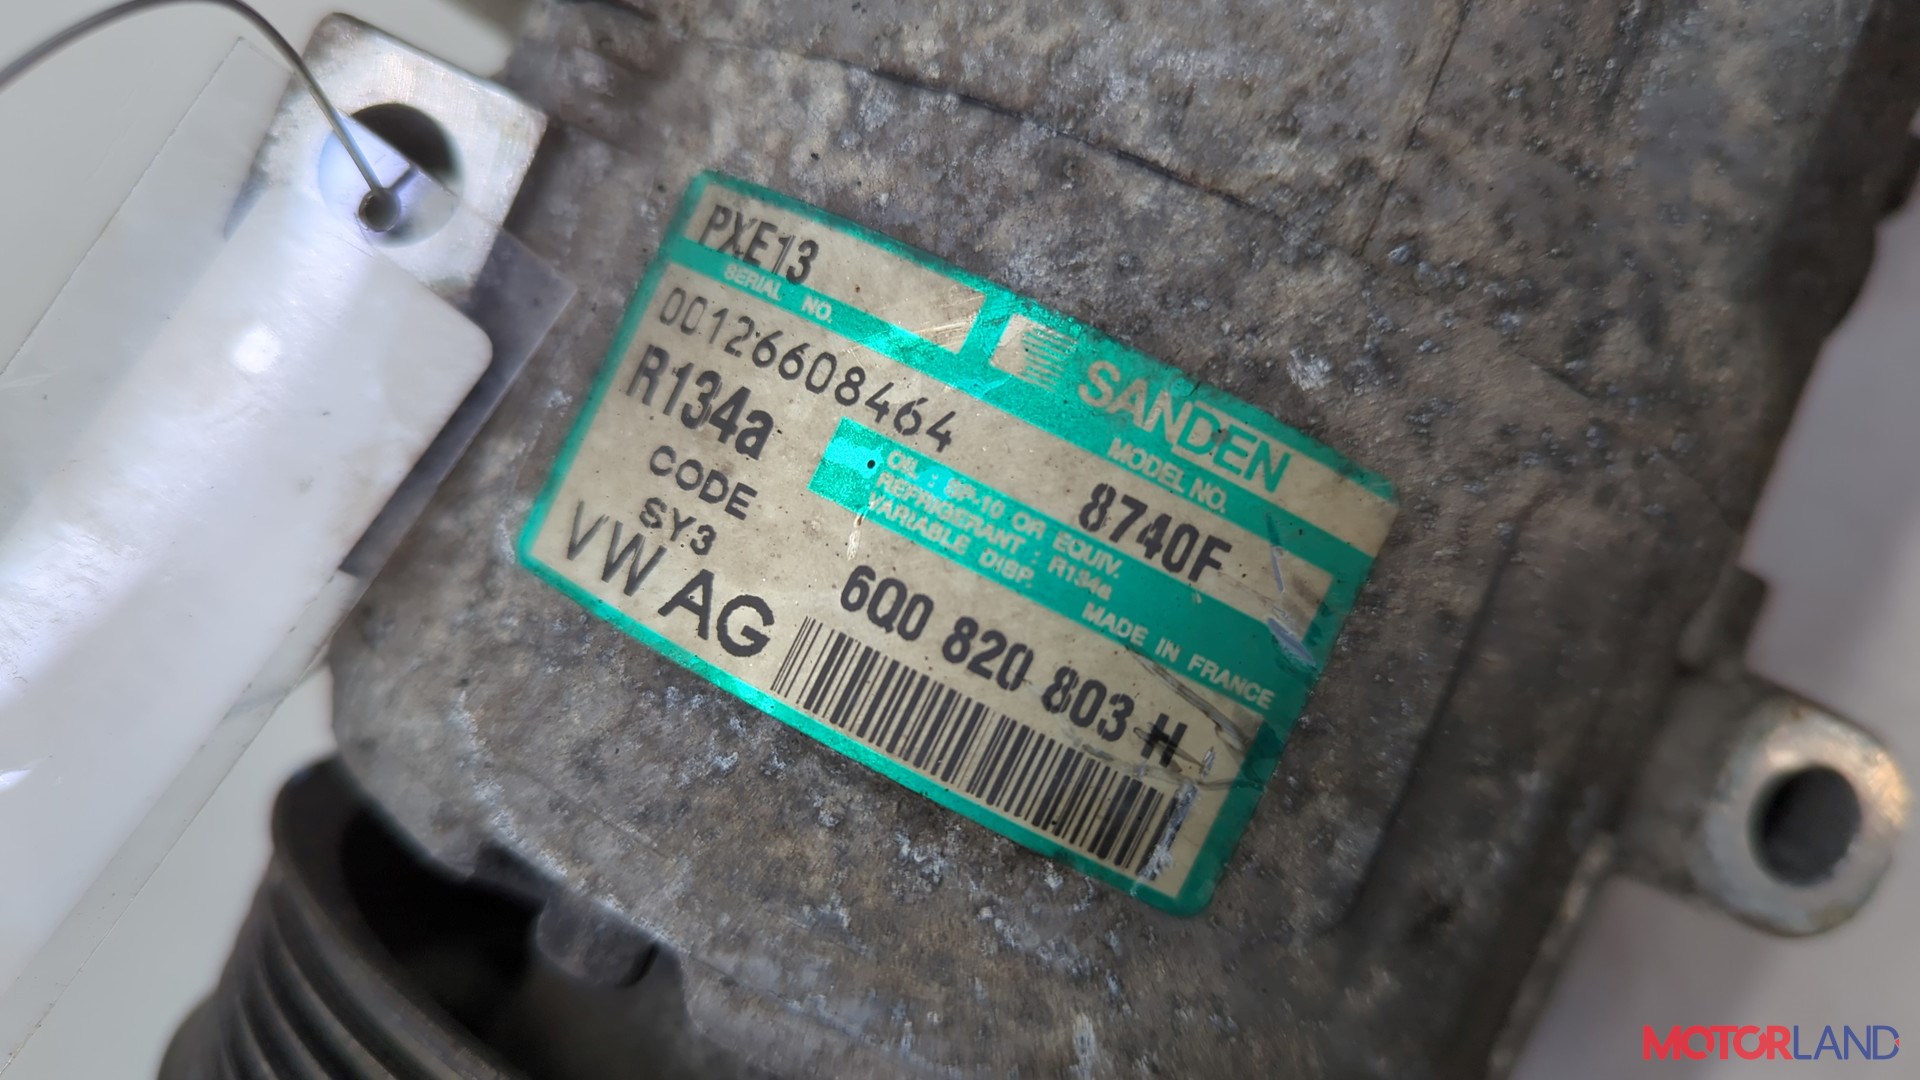 PXE13
SERIAL NO.
00126608464
SANDEN
MODEL NO.
8740F
R134a
CODE
SY3
OIL : SP-10 OR EQUIV.
REFRIGERANT : R134a
VARIABLE DISP.
MADE IN FRANCE
VW AG
6Q0 820 803 H
MOTORLAND